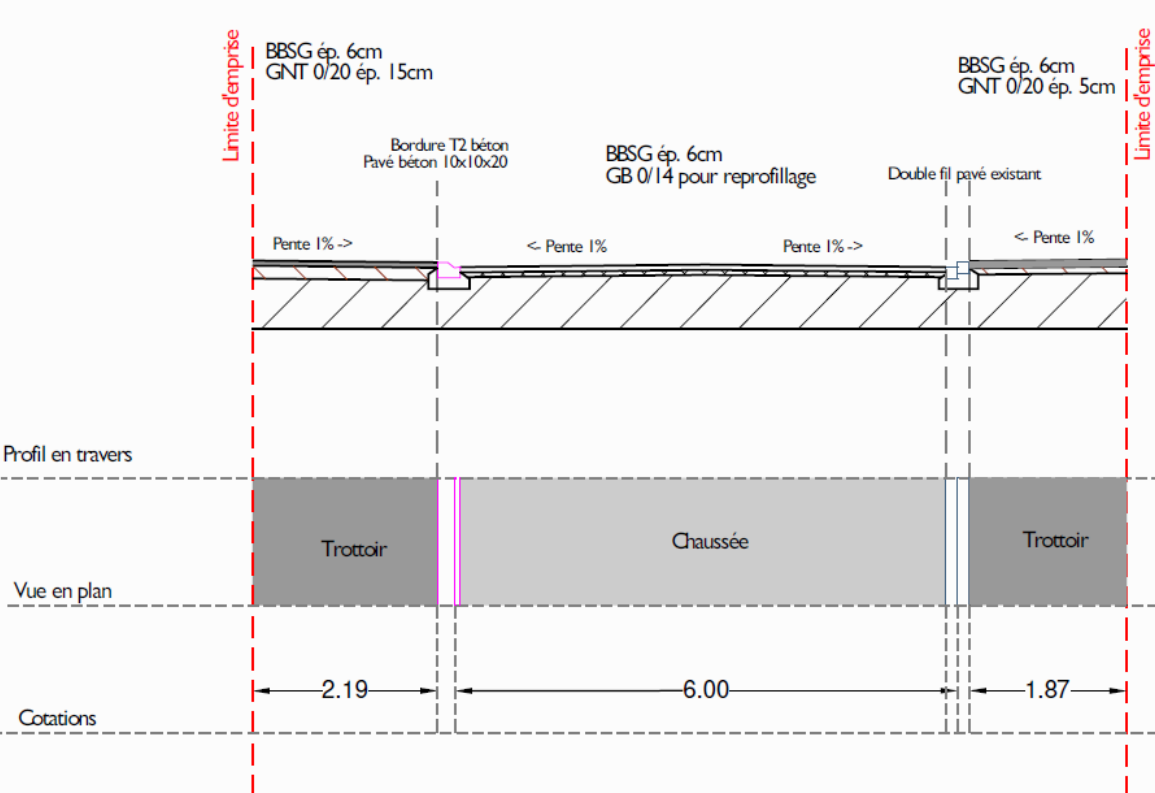 Limite d'emprise
BBSG ép. 6cm
GNT 0/20 ép. 15cm
BBSG ép. 6cm
GNT 0/20 ép. 5cm
Limite d'emprise
Bordure T2 béton
Pavé béton 10x10x20
BBSG ép. 6cm
GB 0/14 pour reprofillage
Double fil pavé existant
Pente 1% ->
<- Pente 1%
Pente 1% ->
<- Pente 1%
Profil en travers
Trottoir
Chaussée
Trottoir
Vue en plan
2.19
6.00
1.87
Cotations